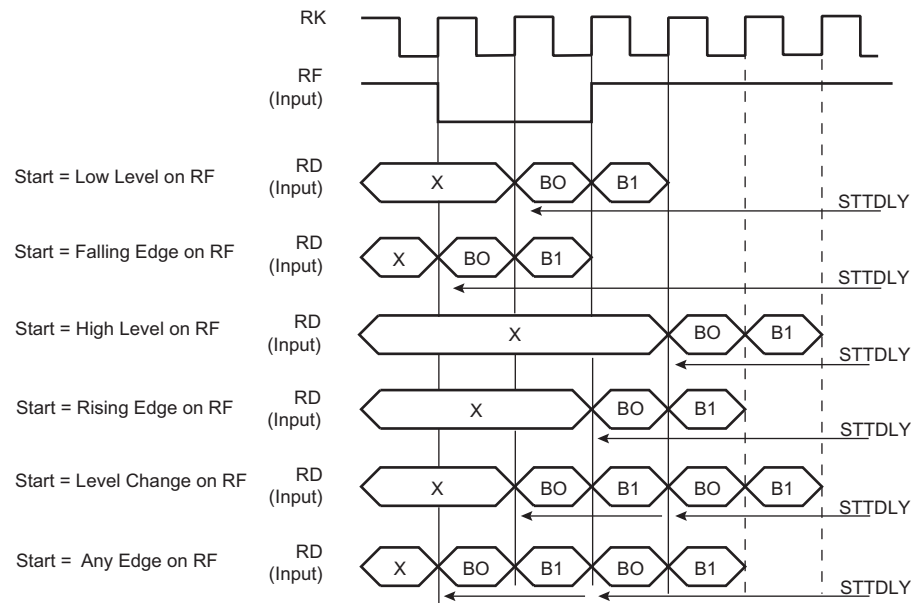 RK
RF
(Input)
Start = Low Level on RF
RD
(Input)
X
BO
B1
STTDLY
Start = Falling Edge on RF
RD
(Input)
X
BO
B1
STTDLY
Start = High Level on RF
RD
(Input)
X
BO
B1
STTDLY
Start = Rising Edge on RF
RD
(Input)
X
BO
B1
STTDLY
Start = Level Change on RF
RD
(Input)
X
BO
B1
BO
B1
STTDLY
Start = Any Edge on RF
RD
(Input)
X
BO
B1
BO
B1
STTDLY